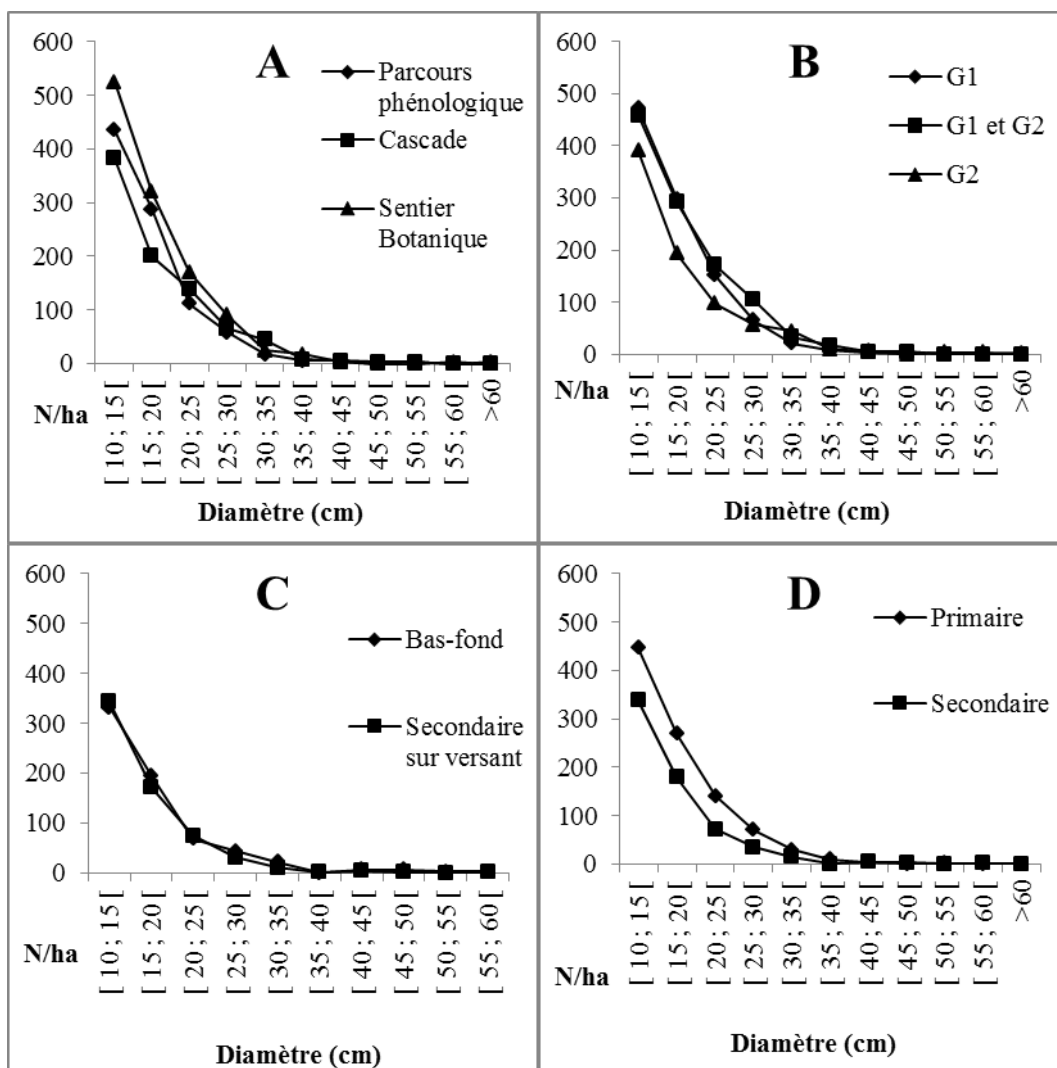 A
600
500
400
300
200
100
0
N/ha
[ 10 ; 15 [
[ 15 ; 20 [
[ 20 ; 25 [
[ 25 ; 30 [
[ 30 ; 35 [
[ 35 ; 40 [
[ 40 ; 45 [
[ 45 ; 50 [
[ 50 ; 55 [
[ 55 ; 60 [
>60
Diamètre (cm)
Parcours
phénologique
Cascade
Sentier
Botanique
B
600
500
400
300
200
100
0
N/ha
[ 10 ; 15 [
[ 15 ; 20 [
[ 20 ; 25 [
[ 25 ; 30 [
[ 30 ; 35 [
[ 35 ; 40 [
[ 40 ; 45 [
[ 45 ; 50 [
[ 50 ; 55 [
[ 55 ; 60 [
>60
Diamètre (cm)
G1
G1 et G2
G2
C
600
500
400
300
200
100
0
N/ha
[ 10 ; 15 [
[ 15 ; 20 [
[ 20 ; 25 [
[ 25 ; 30 [
[ 30 ; 35 [
[ 35 ; 40 [
[ 40 ; 45 [
[ 45 ; 50 [
[ 50 ; 55 [
[ 55 ; 60 [
Diamètre (cm)
Bas-fond
Secondaire
sur versant
D
600
500
400
300
200
100
0
N/ha
[ 10 ; 15 [
[ 15 ; 20 [
[ 20 ; 25 [
[ 25 ; 30 [
[ 30 ; 35 [
[ 35 ; 40 [
[ 40 ; 45 [
[ 45 ; 50 [
[ 50 ; 55 [
[ 55 ; 60 [
>60
Diamètre (cm)
Primaire
Secondaire